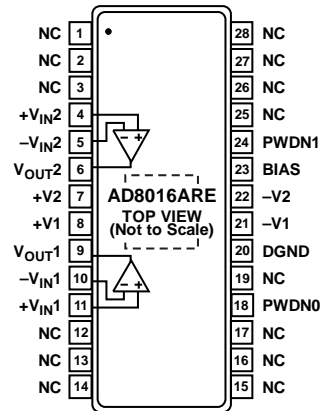 NC 1
NC 2
NC 3
+VIN2 4
–VIN2 5
VOUT2 6
+V2 7
+V1 8
VOUT1 9
–VIN1 10
+VIN1 11
NC 12
NC 13
NC 14
– +
AD8016ARE
TOP VIEW
(Not to Scale)
– +
28 NC
27 NC
26 NC
25 NC
24 PWDN1
23 BIAS
22 –V2
21 –V1
20 DGND
19 NC
18 PWDN0
17 NC
16 NC
15 NC